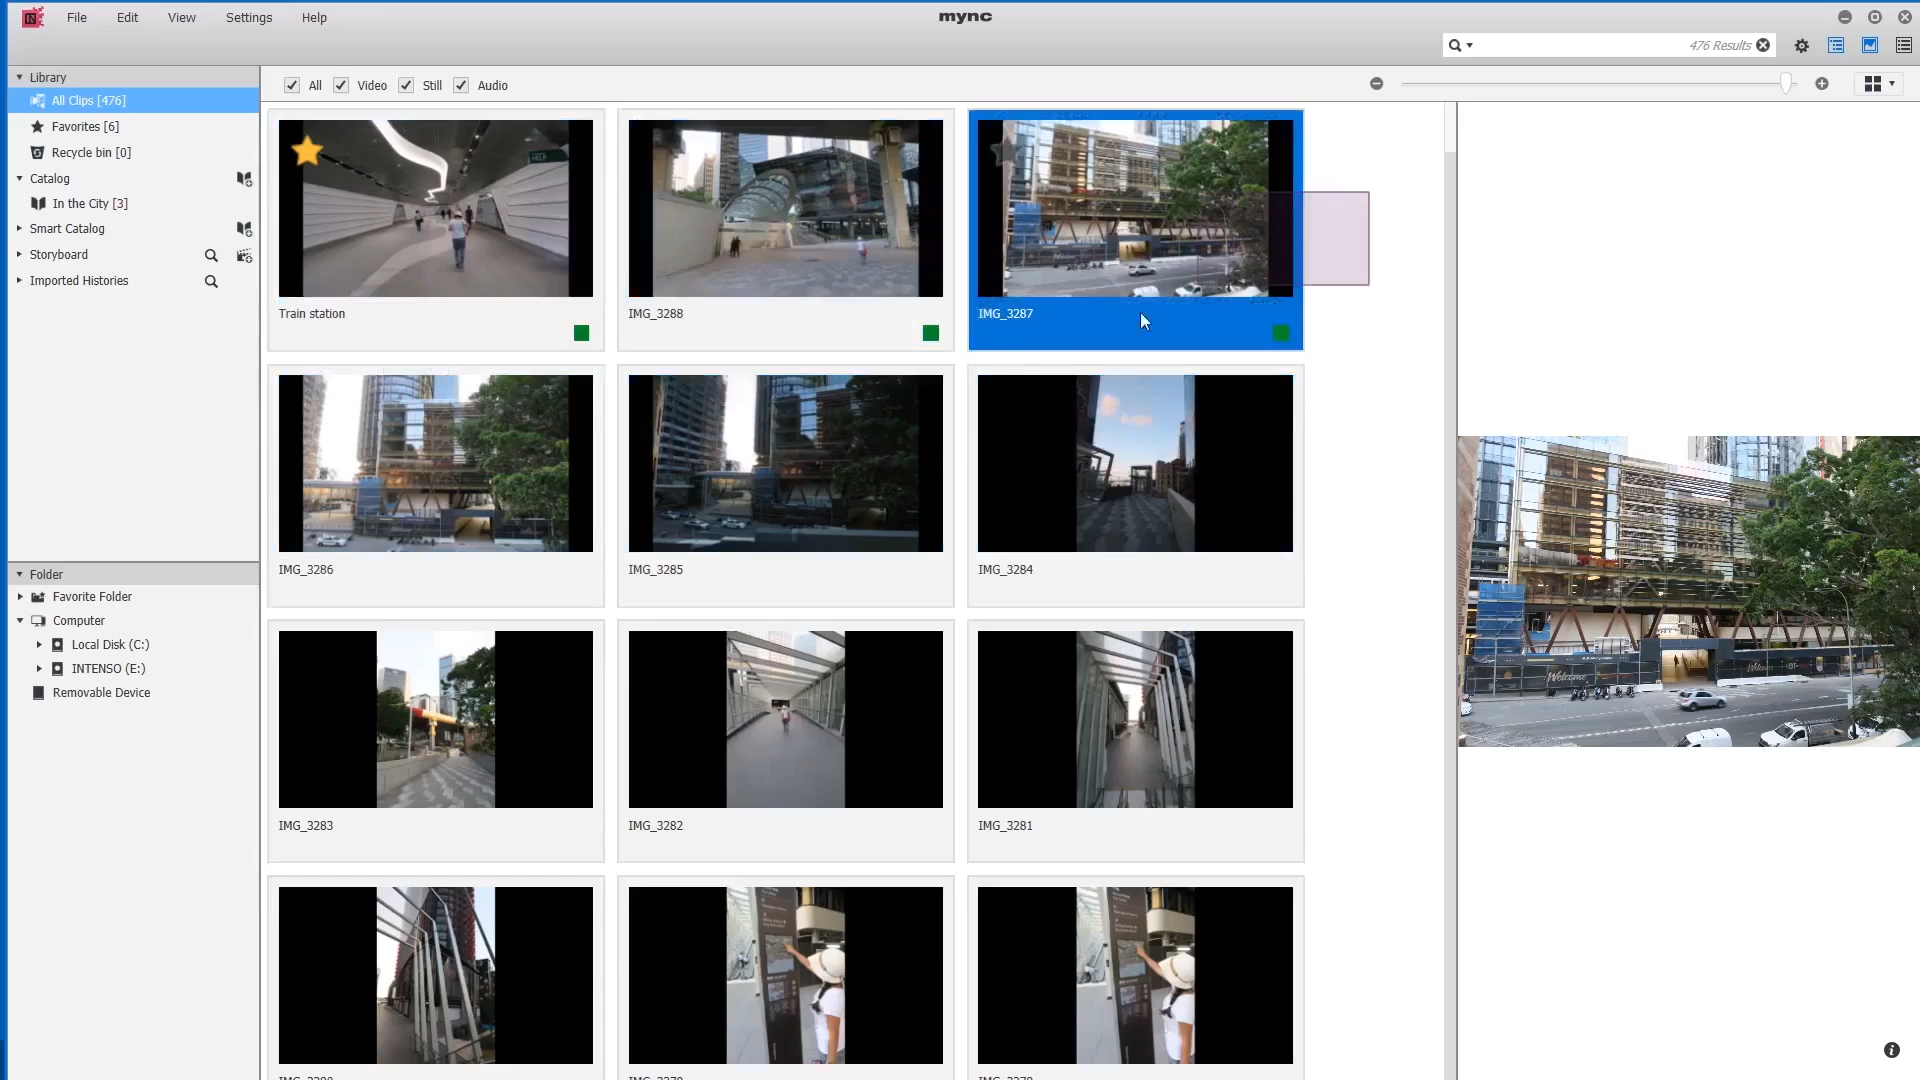 File Edit View Settings Help
mync
476 Results
Library
All Clips [476]
Favorites [6]
Recycle bin [0]
Catalog
In the City [3]
Smart Catalog
Storyboard
Imported Histories
All Video Still Audio
HELP
Train station
IMG_3288
IMG_3287
IMG_3286
IMG_3285
IMG_3284
Folder
Favorite Folder
Computer
Local Disk (C:)
INTENSO (E:)
Removable Device
Welcome
IMG_3283
IMG_3282
IMG_3281